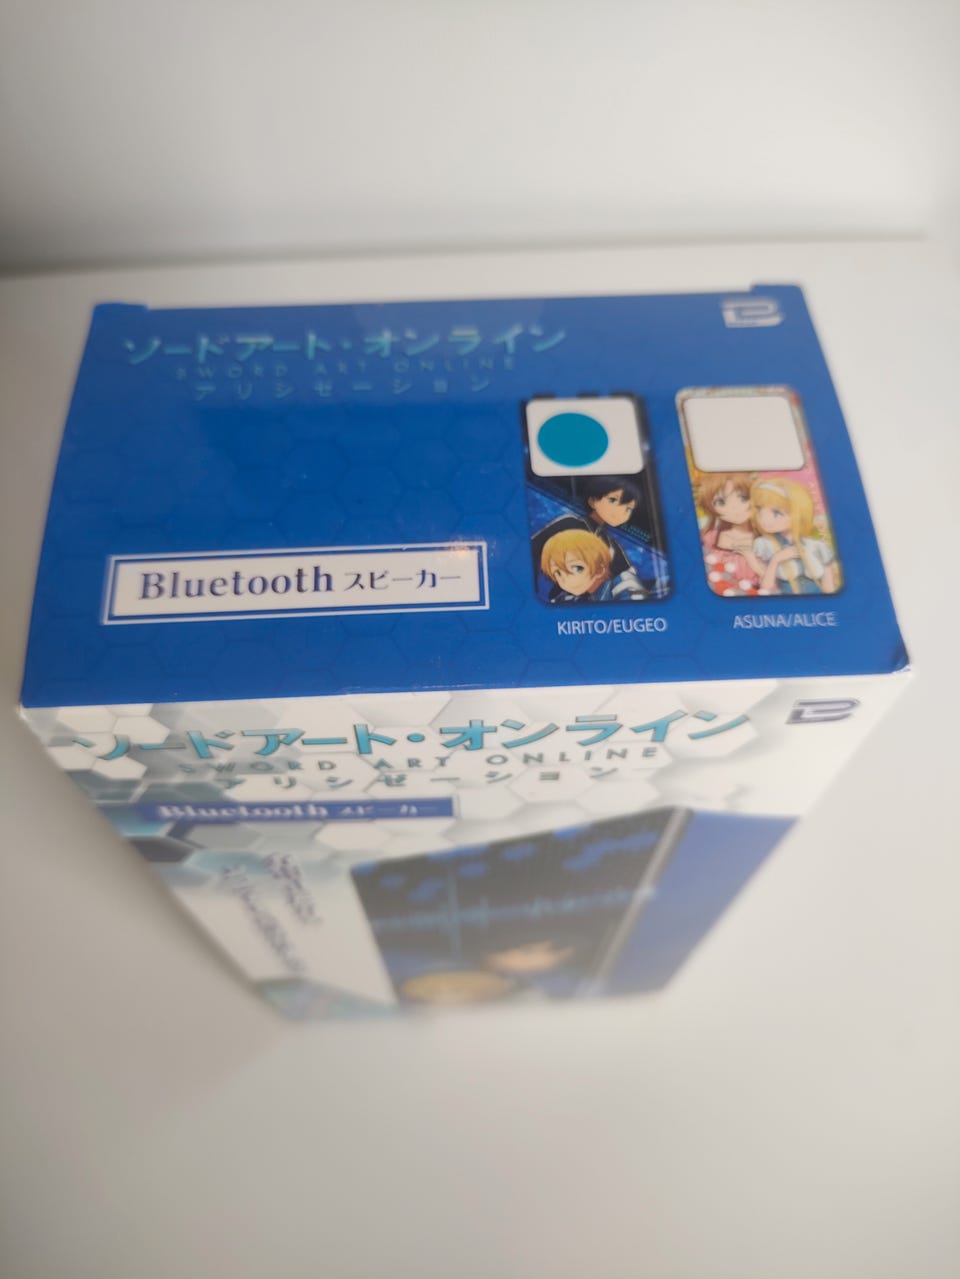 ソードアート・オンライン
SWORD ART ONLINE
アリシゼーション
Bluetooth スピーカー
KIRITO/EUGEO
ASUNA/ALICE
ソードアート・オンライン
SWORD ART ONLINE
アリシゼーション
Bluetooth スピーカー